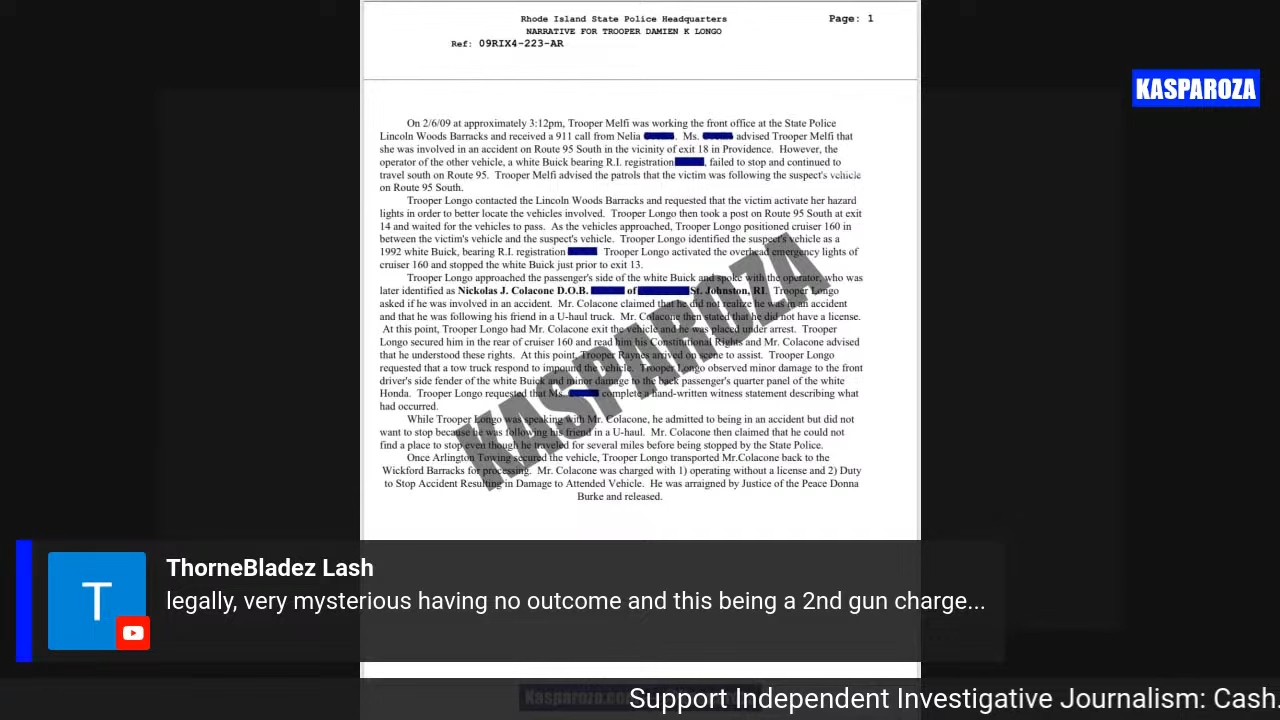 Rhode Island State Police Headquarters
Page: 1
NARRATIVE FOR TROOPER DAMIEN K LONGO
Ref: 09RIX4-223-AR
KASPAROZA
On 2/6/09 at approximately 3:12pm, Trooper Melfi was working the front office at the State Police
Lincoln Woods Barracks and received a 911 call from Nelia . Ms. advised Trooper Melfi that
she was involved in an accident on Route 95 South in the vicinity of exit 18 in Providence. However, the
operator of the other vehicle, a white Buick bearing R.I. registration , failed to stop and continued to
travel south on Route 95. Trooper Melfi advised the patrols that the victim was following the suspect's vehicle
on Route 95 South.
Trooper Longo contacted the Lincoln Woods Barracks and requested that the victim activate her hazard
lights in order to better locate the vehicles involved. Trooper Longo then took a post on Route 95 South at exit
14 and waited for the vehicles to pass. As the vehicles approached, Trooper Longo positioned cruiser 160 in
between the victim's vehicle and the suspect's vehicle. Trooper Longo identified the suspect's vehicle as a
1992 white Buick, bearing R.I. registration . Trooper Longo activated the overhead emergency lights of
cruiser 160 and stopped the white Buick just prior to exit 13.
Trooper Longo approached the passenger's side of the white Buick and spoke with the operator, who was
later identified as Nickolas J. Colacone D.O.B. of St. Johnston, RI. Trooper Longo
asked if he was involved in an accident. Mr. Colacone claimed that he did not realize he was in an accident
and that he was following his friend in a U-haul truck. Mr. Colacone then stated that he did not have a license.
At this point, Trooper Longo had Mr. Colacone exit the vehicle and he was placed under arrest. Trooper
Longo secured him in the rear of cruiser 160 and read him his Constitutional Rights and Mr. Colacone advised
that he understood these rights. At this point, Trooper Raynes arrived on scene to assist. Trooper Longo
requested that a tow truck respond to impound the vehicle. Trooper Longo observed minor damage to the front
driver's side fender of the white Buick and minor damage to the back passenger's quarter panel of the white
Honda. Trooper Longo requested that Ms. complete a hand-written witness statement describing what
had occurred.
While Trooper Longo was speaking with Mr. Colacone, he admitted to being in an accident but did not
want to stop because he was following his friend in a U-haul. Mr. Colacone then claimed that he could not
find a place to stop even though he traveled for several miles before being stopped by the State Police.
Once Arlington Towing secured the vehicle, Trooper Longo transported Mr.Colacone back to the
Wickford Barracks for processing. Mr. Colacone was charged with 1) operating without a license and 2) Duty
to Stop Accident Resulting in Damage to Attended Vehicle. He was arraigned by Justice of the Peace Donna
Burke and released.
KASPAROZA
T
ThorneBladez Lash
legally, very mysterious having no outcome and this being a 2nd gun charge...
Support Independent Investigative Journalism: Cash